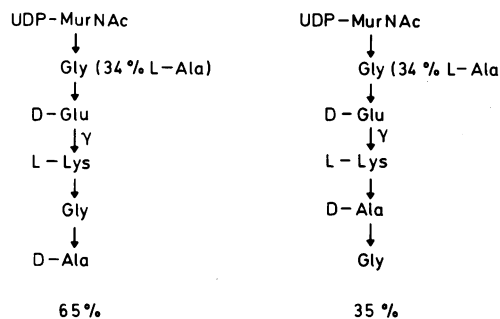 UDP-MurNAc
Gly (34 % L-Ala)
D-Glu
γ
L-Lys
Gly
D-Ala
65 %
UDP-MurNAc
Gly (34 % L-Ala
D-Glu
γ
L-Lys
D-Ala
Gly
35 %